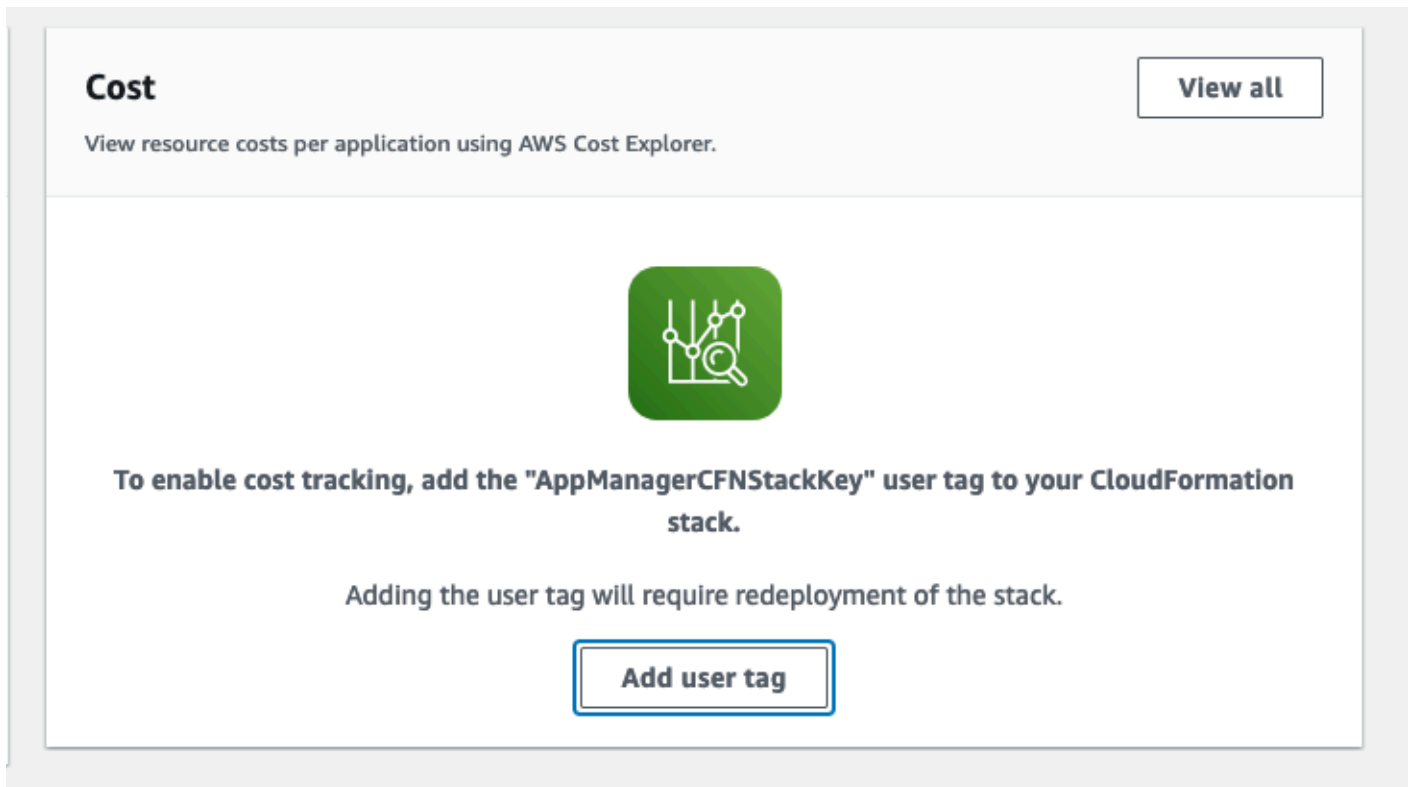 Cost
View all
View resource costs per application using AWS Cost Explorer.
To enable cost tracking, add the "AppManagerCFNStackKey" user tag to your CloudFormation
stack.
Adding the user tag will require redeployment of the stack.
Add user tag